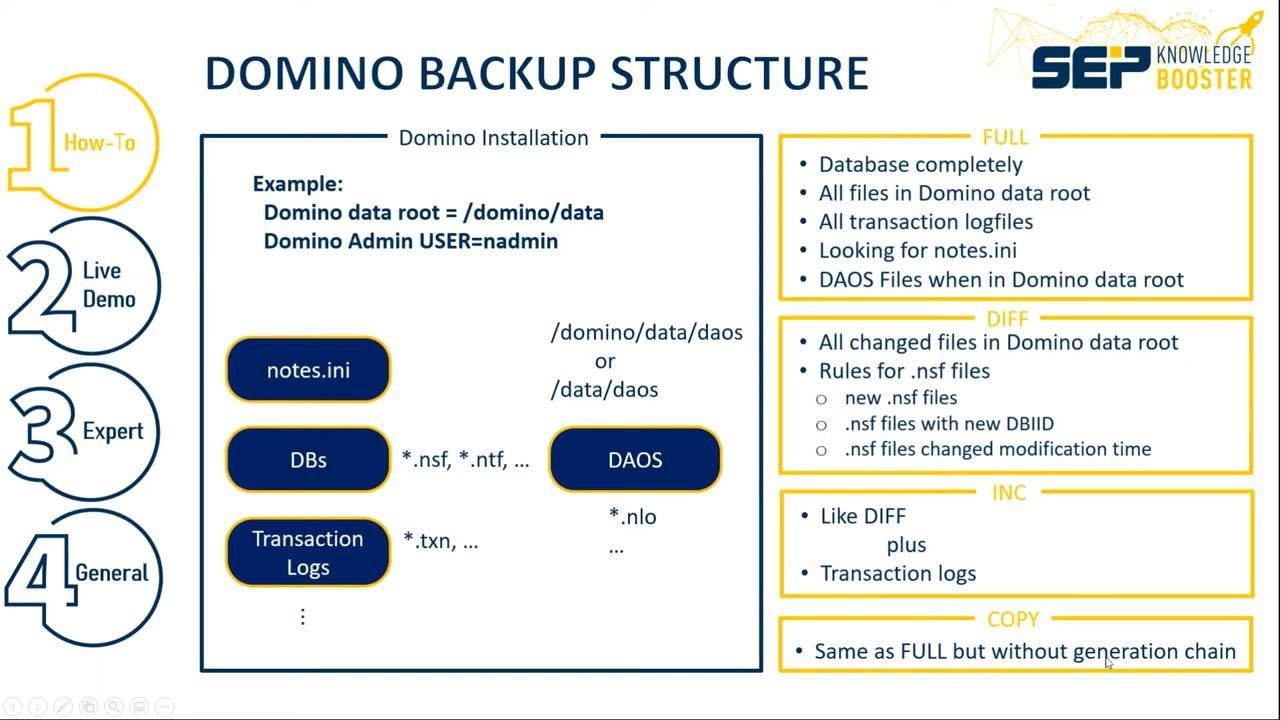 DOMINO BACKUP STRUCTURE
SEP KNOWLEDGE
BOOSTER
1 How-To
2 Live
Demo
3 Expert
4 General
Domino Installation
Example:
Domino data root = /domino/data
Domino Admin USER=nadmin
/domino/data/daos
or
/data/daos
notes.ini
DBs
*.nsf, *.ntf, ...
DAOS
*.nlo
...
Transaction
Logs
*.txn, ...
⋮
FULL
• Database completely
• All files in Domino data root
• All transaction logfiles
• Looking for notes.ini
• DAOS Files when in Domino data root
DIFF
• All changed files in Domino data root
• Rules for .nsf files
o new .nsf files
o .nsf files with new DBIID
o .nsf files changed modification time
INC
• Like DIFF
plus
• Transaction logs
COPY
• Same as FULL but without generation chain